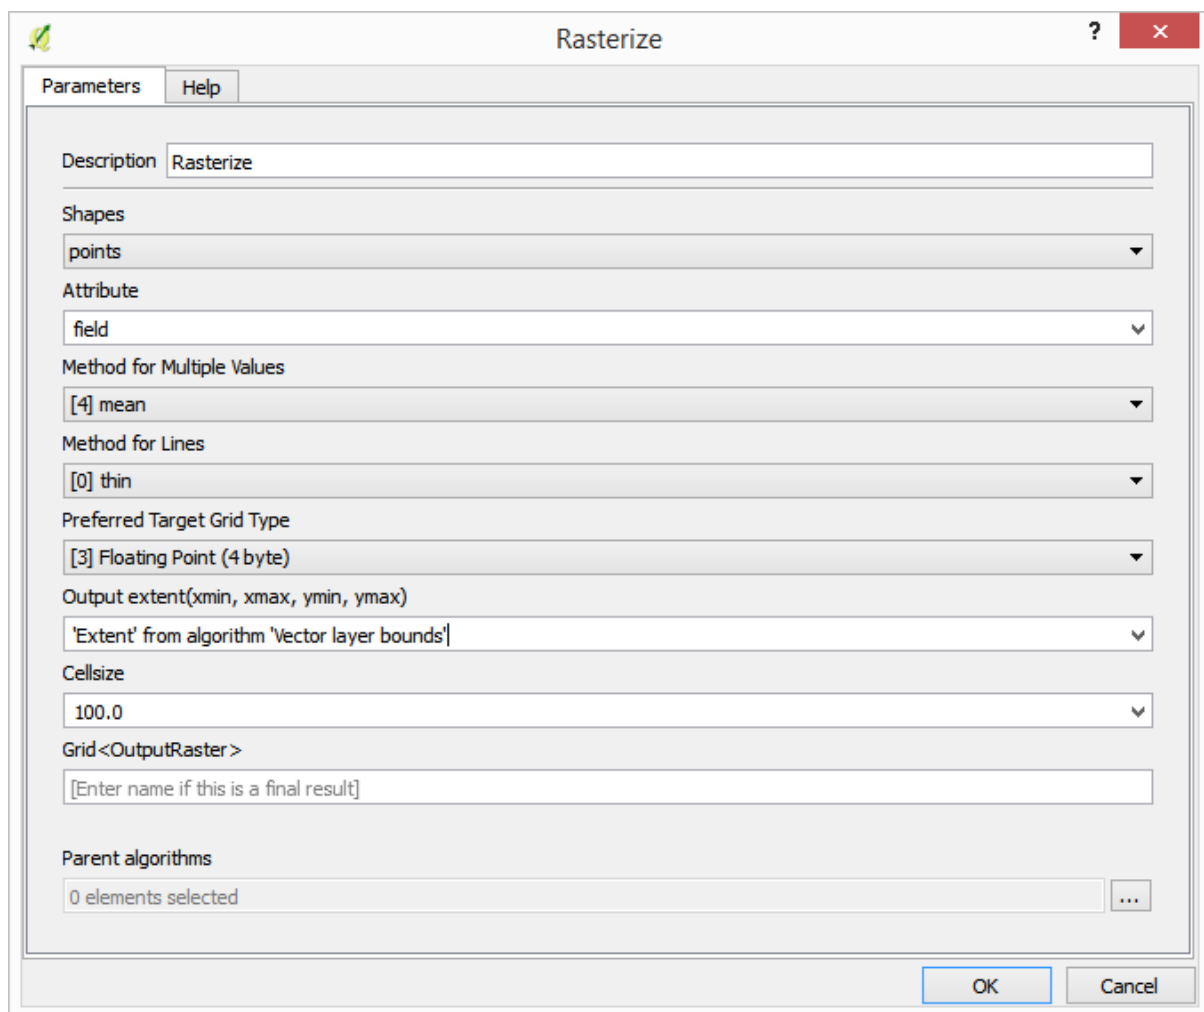 Rasterize
?
Parameters
Help
Description Rasterize
Shapes
points
Attribute
field
Method for Multiple Values
[4] mean
Method for Lines
[0] thin
Preferred Target Grid Type
[3] Floating Point (4 byte)
Output extent(xmin, xmax, ymin, ymax)
'Extent' from algorithm 'Vector layer bounds'
Cellsize
100.0
Grid<OutputRaster>
[Enter name if this is a final result]
Parent algorithms
0 elements selected
...
OK
Cancel